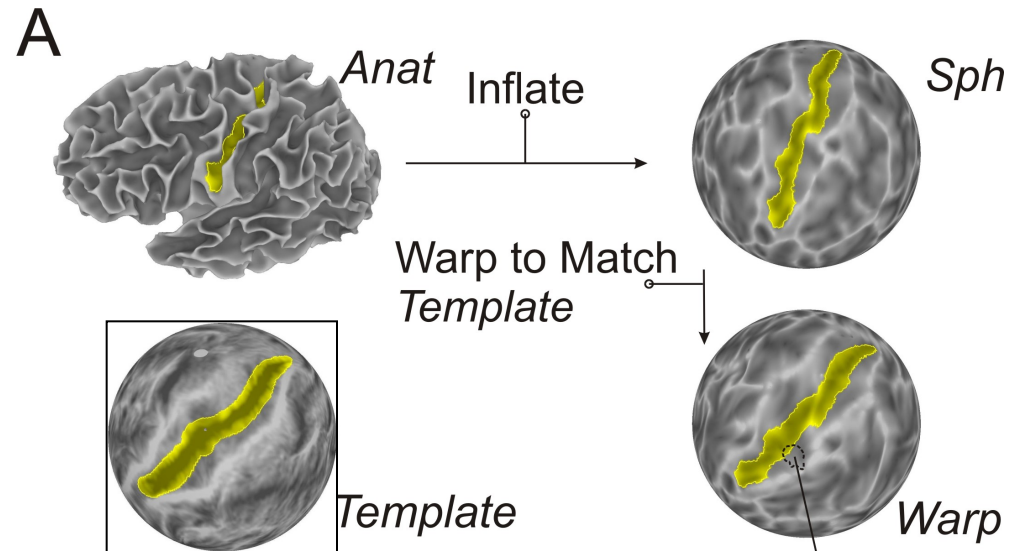 A
Anat
Inflate
Sph
Warp to Match
Template
Template
Warp